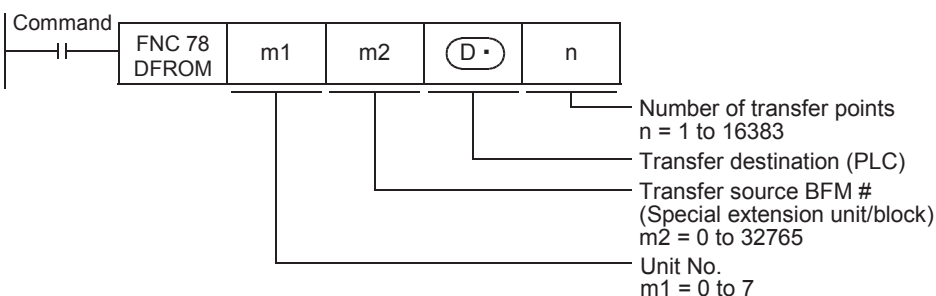 Command
FNC 78
DFROM
m1
m2
D •
n
Number of transfer points
n = 1 to 16383
Transfer destination (PLC)
Transfer source BFM #
(Special extension unit/block)
m2 = 0 to 32765
Unit No.
m1 = 0 to 7